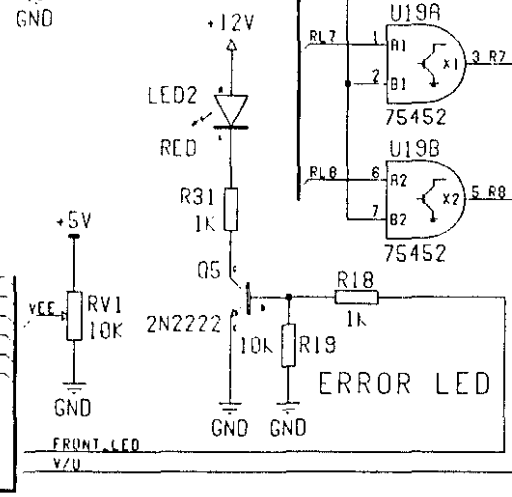 GND
+12V
LED2
RED
R31
1K
Q5
2N2222
+5V
VEE
RV1
10K
GND
GND
10K R19
GND
R18
1k
ERROR LED
FRONT_LED
V/U
U19A
RL7 1 A1
X1 3 R7
2 B1
75452
U19B
RL8 6 A2
X2 5 R8
7 B2
75452